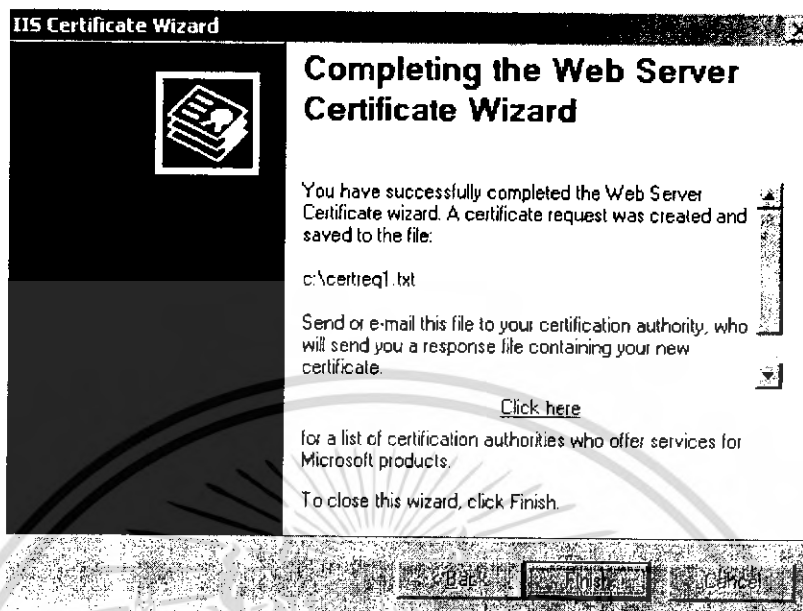 IIS Certificate Wizard
Completing the Web Server
Certificate Wizard
You have successfully completed the Web Server
Certificate wizard. A certificate request was created and
saved to the file:
c:\certreq1.txt
Send or e-mail this file to your certification authority, who
will send you a response file containing your new
certificate.
Click here
for a list of certification authorities who offer services for
Microsoft products.
To close this wizard, click Finish.
< Back
Finish
Cancel